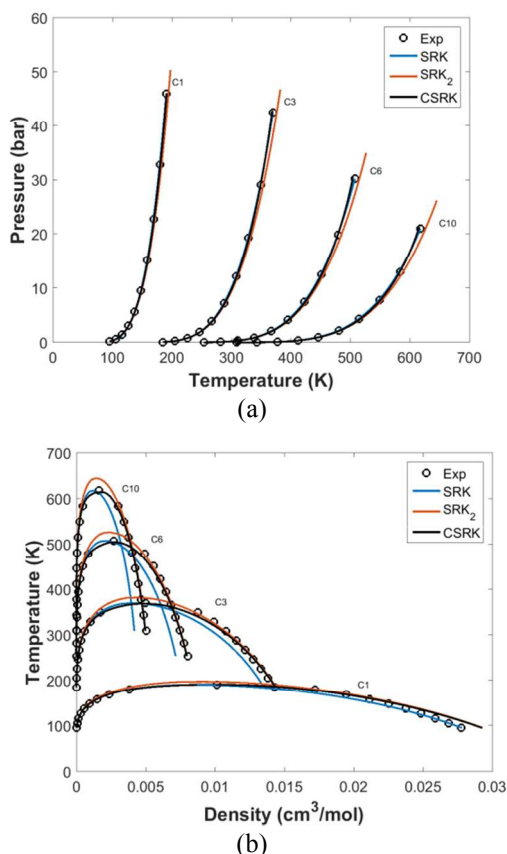 (a)
Pressure (bar)
60
50
40
30
20
10
0
0 100 200 300 400 500 600 700
Temperature (K)
C1
C3
C6
C10
Exp
SRK
SRK₂
CSRK
(a)
(b)
Temperature (K)
700
600
500
400
300
200
100
0
0 0.005 0.01 0.015 0.02 0.025 0.03
Density (cm³/mol)
C10
C6
C3
C1
Exp
SRK
SRK₂
CSRK
(b)